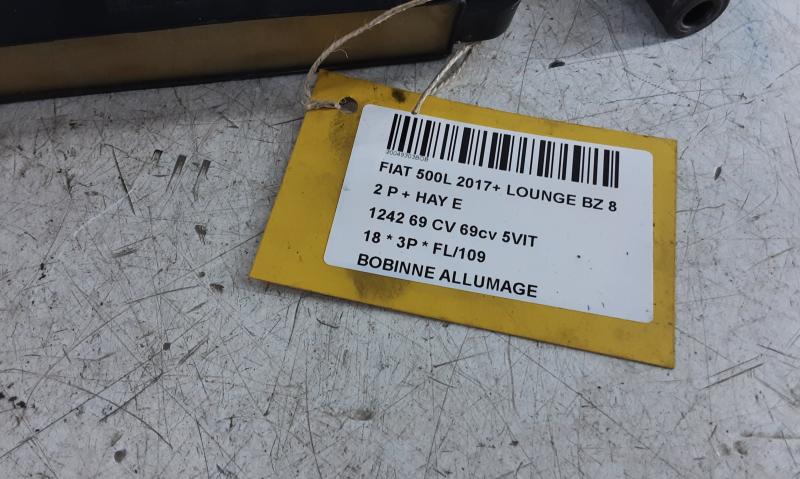 20049303BOB
FIAT 500L 2017+ LOUNGE BZ 8
2 P + HAY E
1242 69 CV 69cv 5VIT
18 * 3P * FL/109
BOBINNE ALLUMAGE